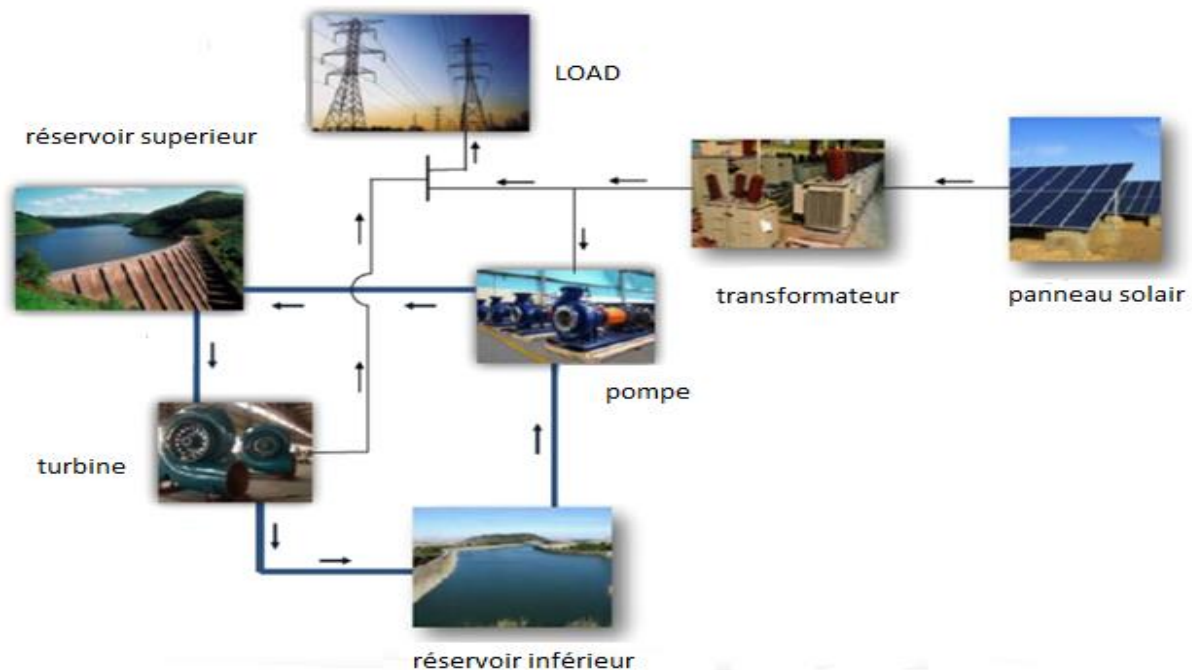 LOAD
réservoir superieur
transformateur
panneau solair
pompe
turbine
réservoir inférieur